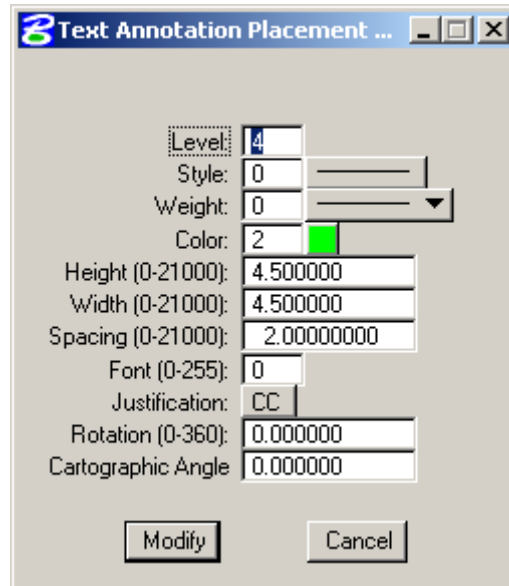 Text Annotation Placement ...
Level: 4
Style: 0
Weight: 0
Color: 2
Height (0-21000): 4.500000
Width (0-21000): 4.500000
Spacing (0-21000): 2.00000000
Font (0-255): 0
Justification: CC
Rotation (0-360): 0.000000
Cartographic Angle 0.000000
Modify Cancel